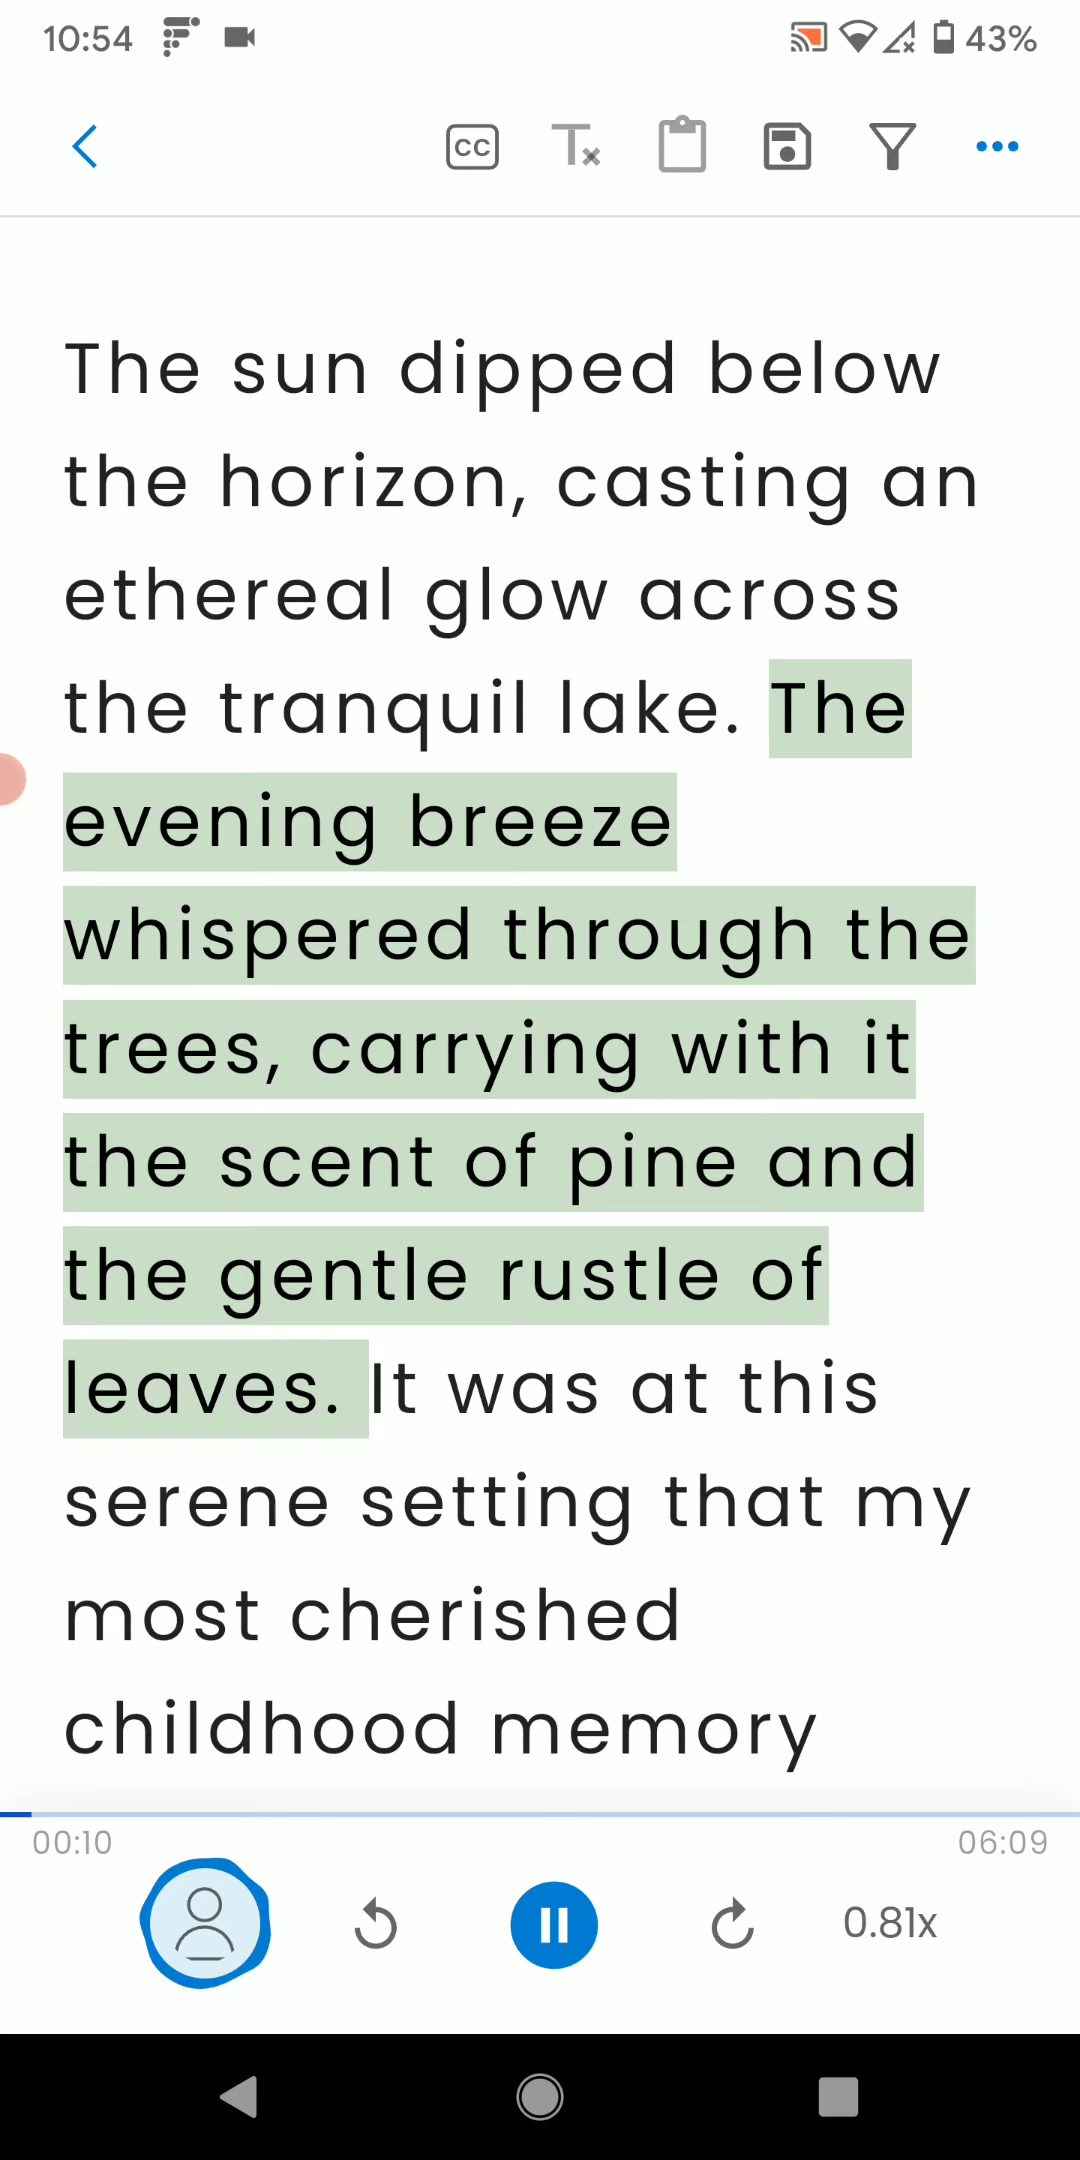 10:54
43%
CC
Tx
The sun dipped below
the horizon, casting an
ethereal glow across
the tranquil lake. The
evening breeze
whispered through the
trees, carrying with it
the scent of pine and
the gentle rustle of
leaves. It was at this
serene setting that my
most cherished
childhood memory
00:10
06:09
0.81x